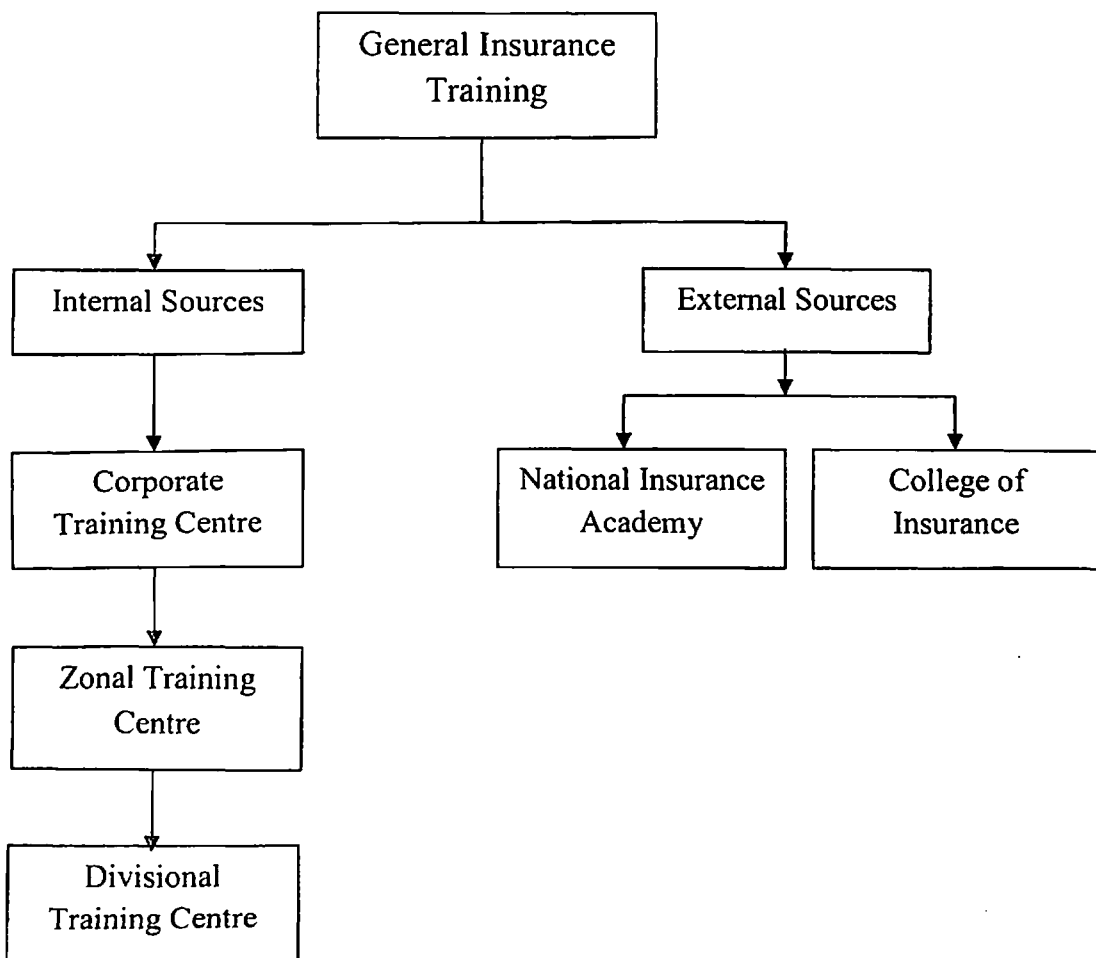 General Insurance
Training
Internal Sources
External Sources
Corporate
Training Centre
National Insurance
Academy
College of
Insurance
Zonal Training
Centre
Divisional
Training Centre